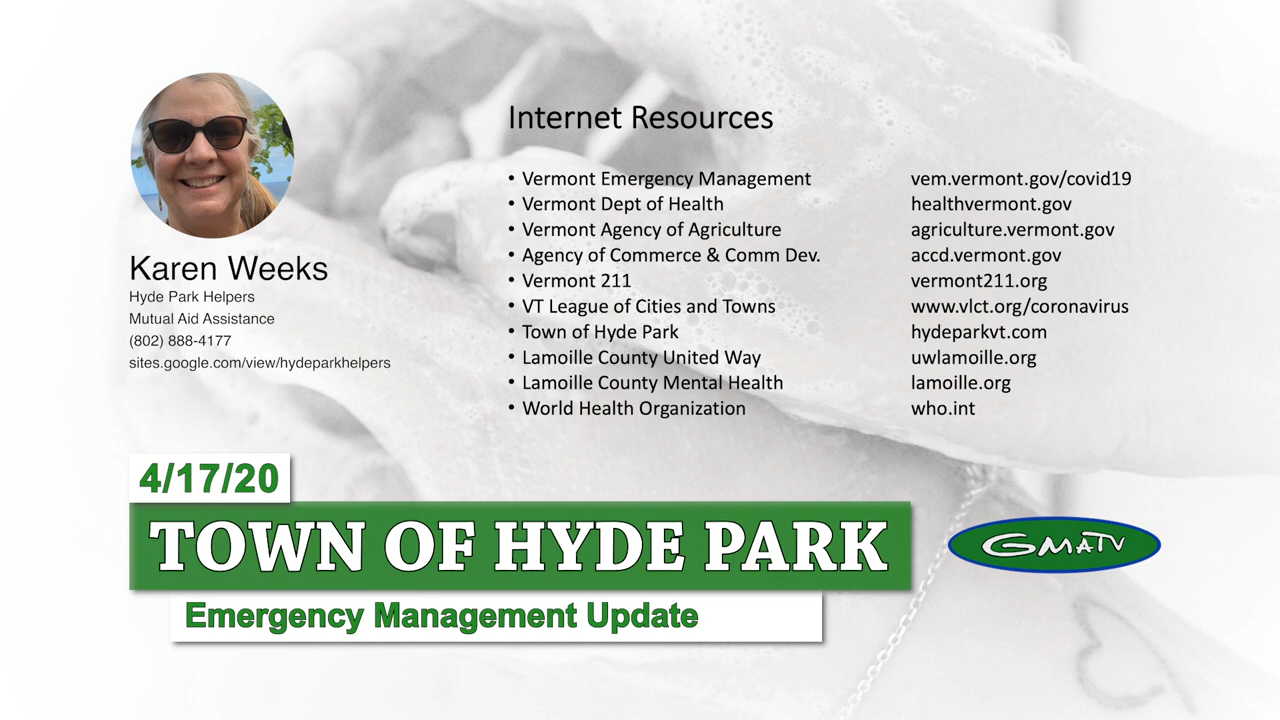 Karen Weeks
Hyde Park Helpers
Mutual Aid Assistance
(802) 888-4177
sites.google.com/view/hydeparkhelpers
Internet Resources
• Vermont Emergency Management vem.vermont.gov/covid19
• Vermont Dept of Health healthvermont.gov
• Vermont Agency of Agriculture agriculture.vermont.gov
• Agency of Commerce & Comm Dev. accd.vermont.gov
• Vermont 211 vermont211.org
• VT League of Cities and Towns www.vlct.org/coronavirus
• Town of Hyde Park hydeparkvt.com
• Lamoille County United Way uwlamoille.org
• Lamoille County Mental Health lamoille.org
• World Health Organization who.int
4/17/20
TOWN OF HYDE PARK
GMATV
Emergency Management Update